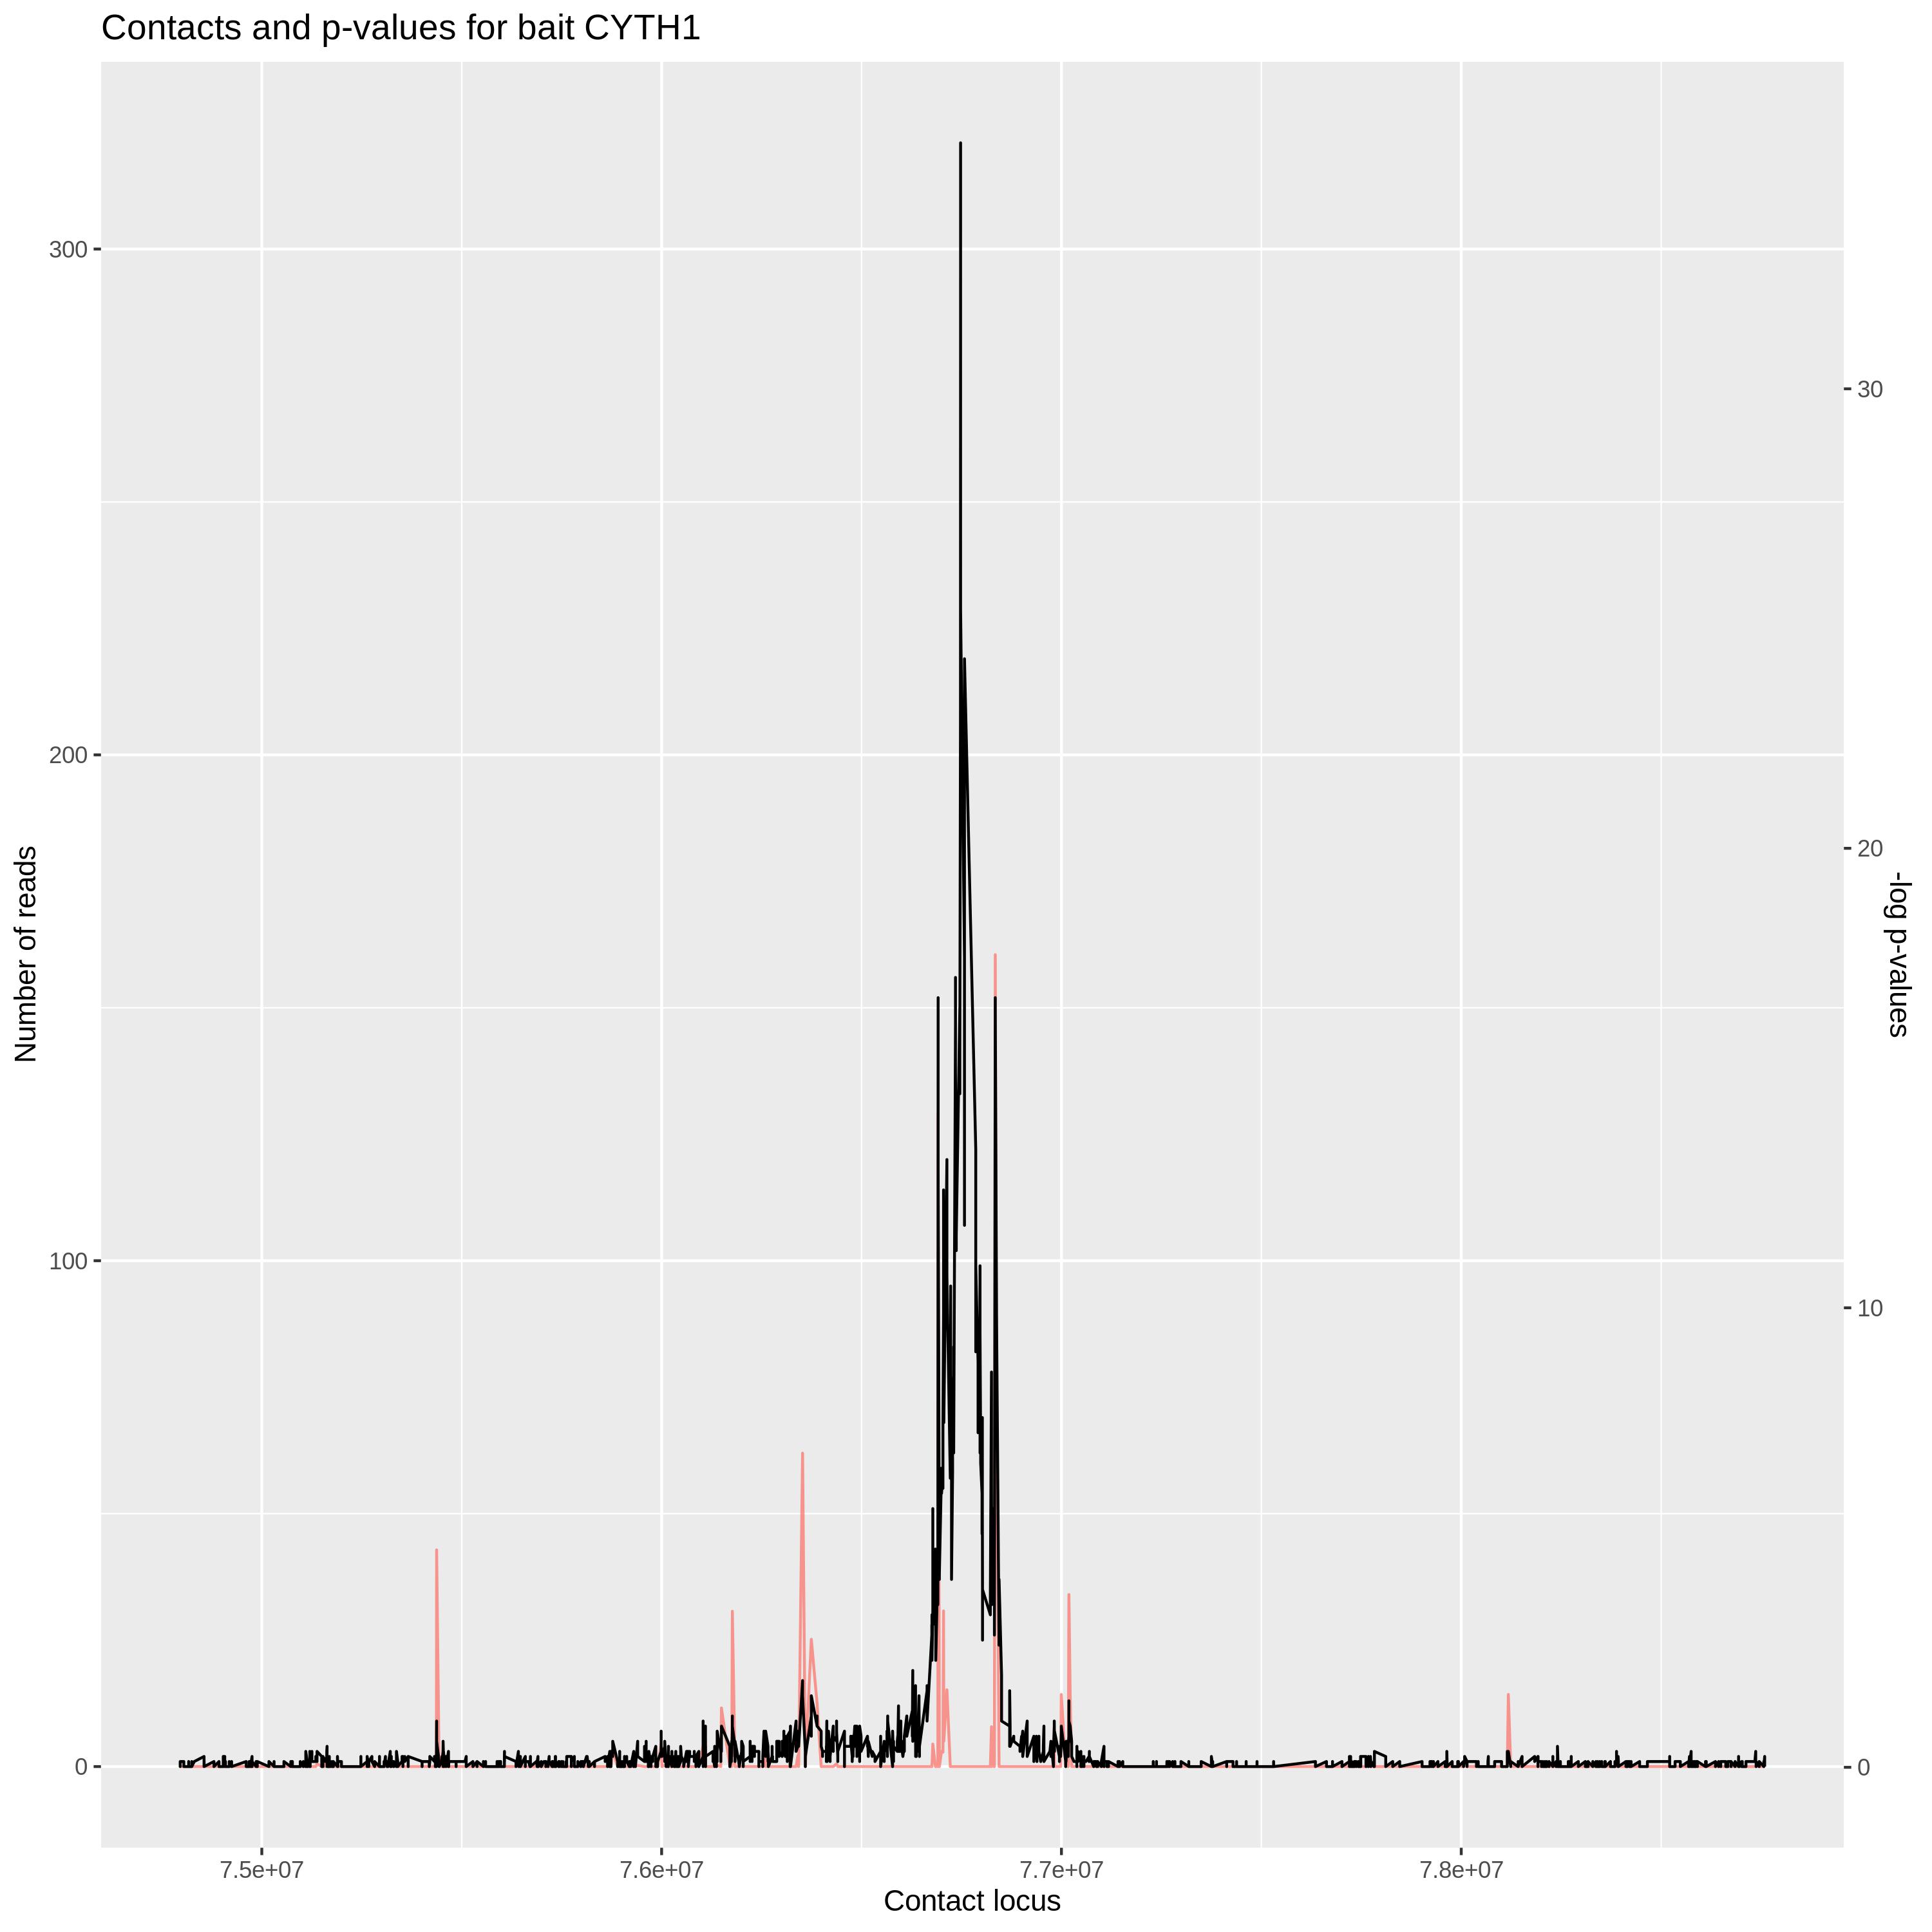 Contacts and p-values for bait CYTH1
Number of reads
300
200
100
0
30
20
10
0
-log p-values
7.5e+07
7.6e+07
7.7e+07
7.8e+07
Contact locus